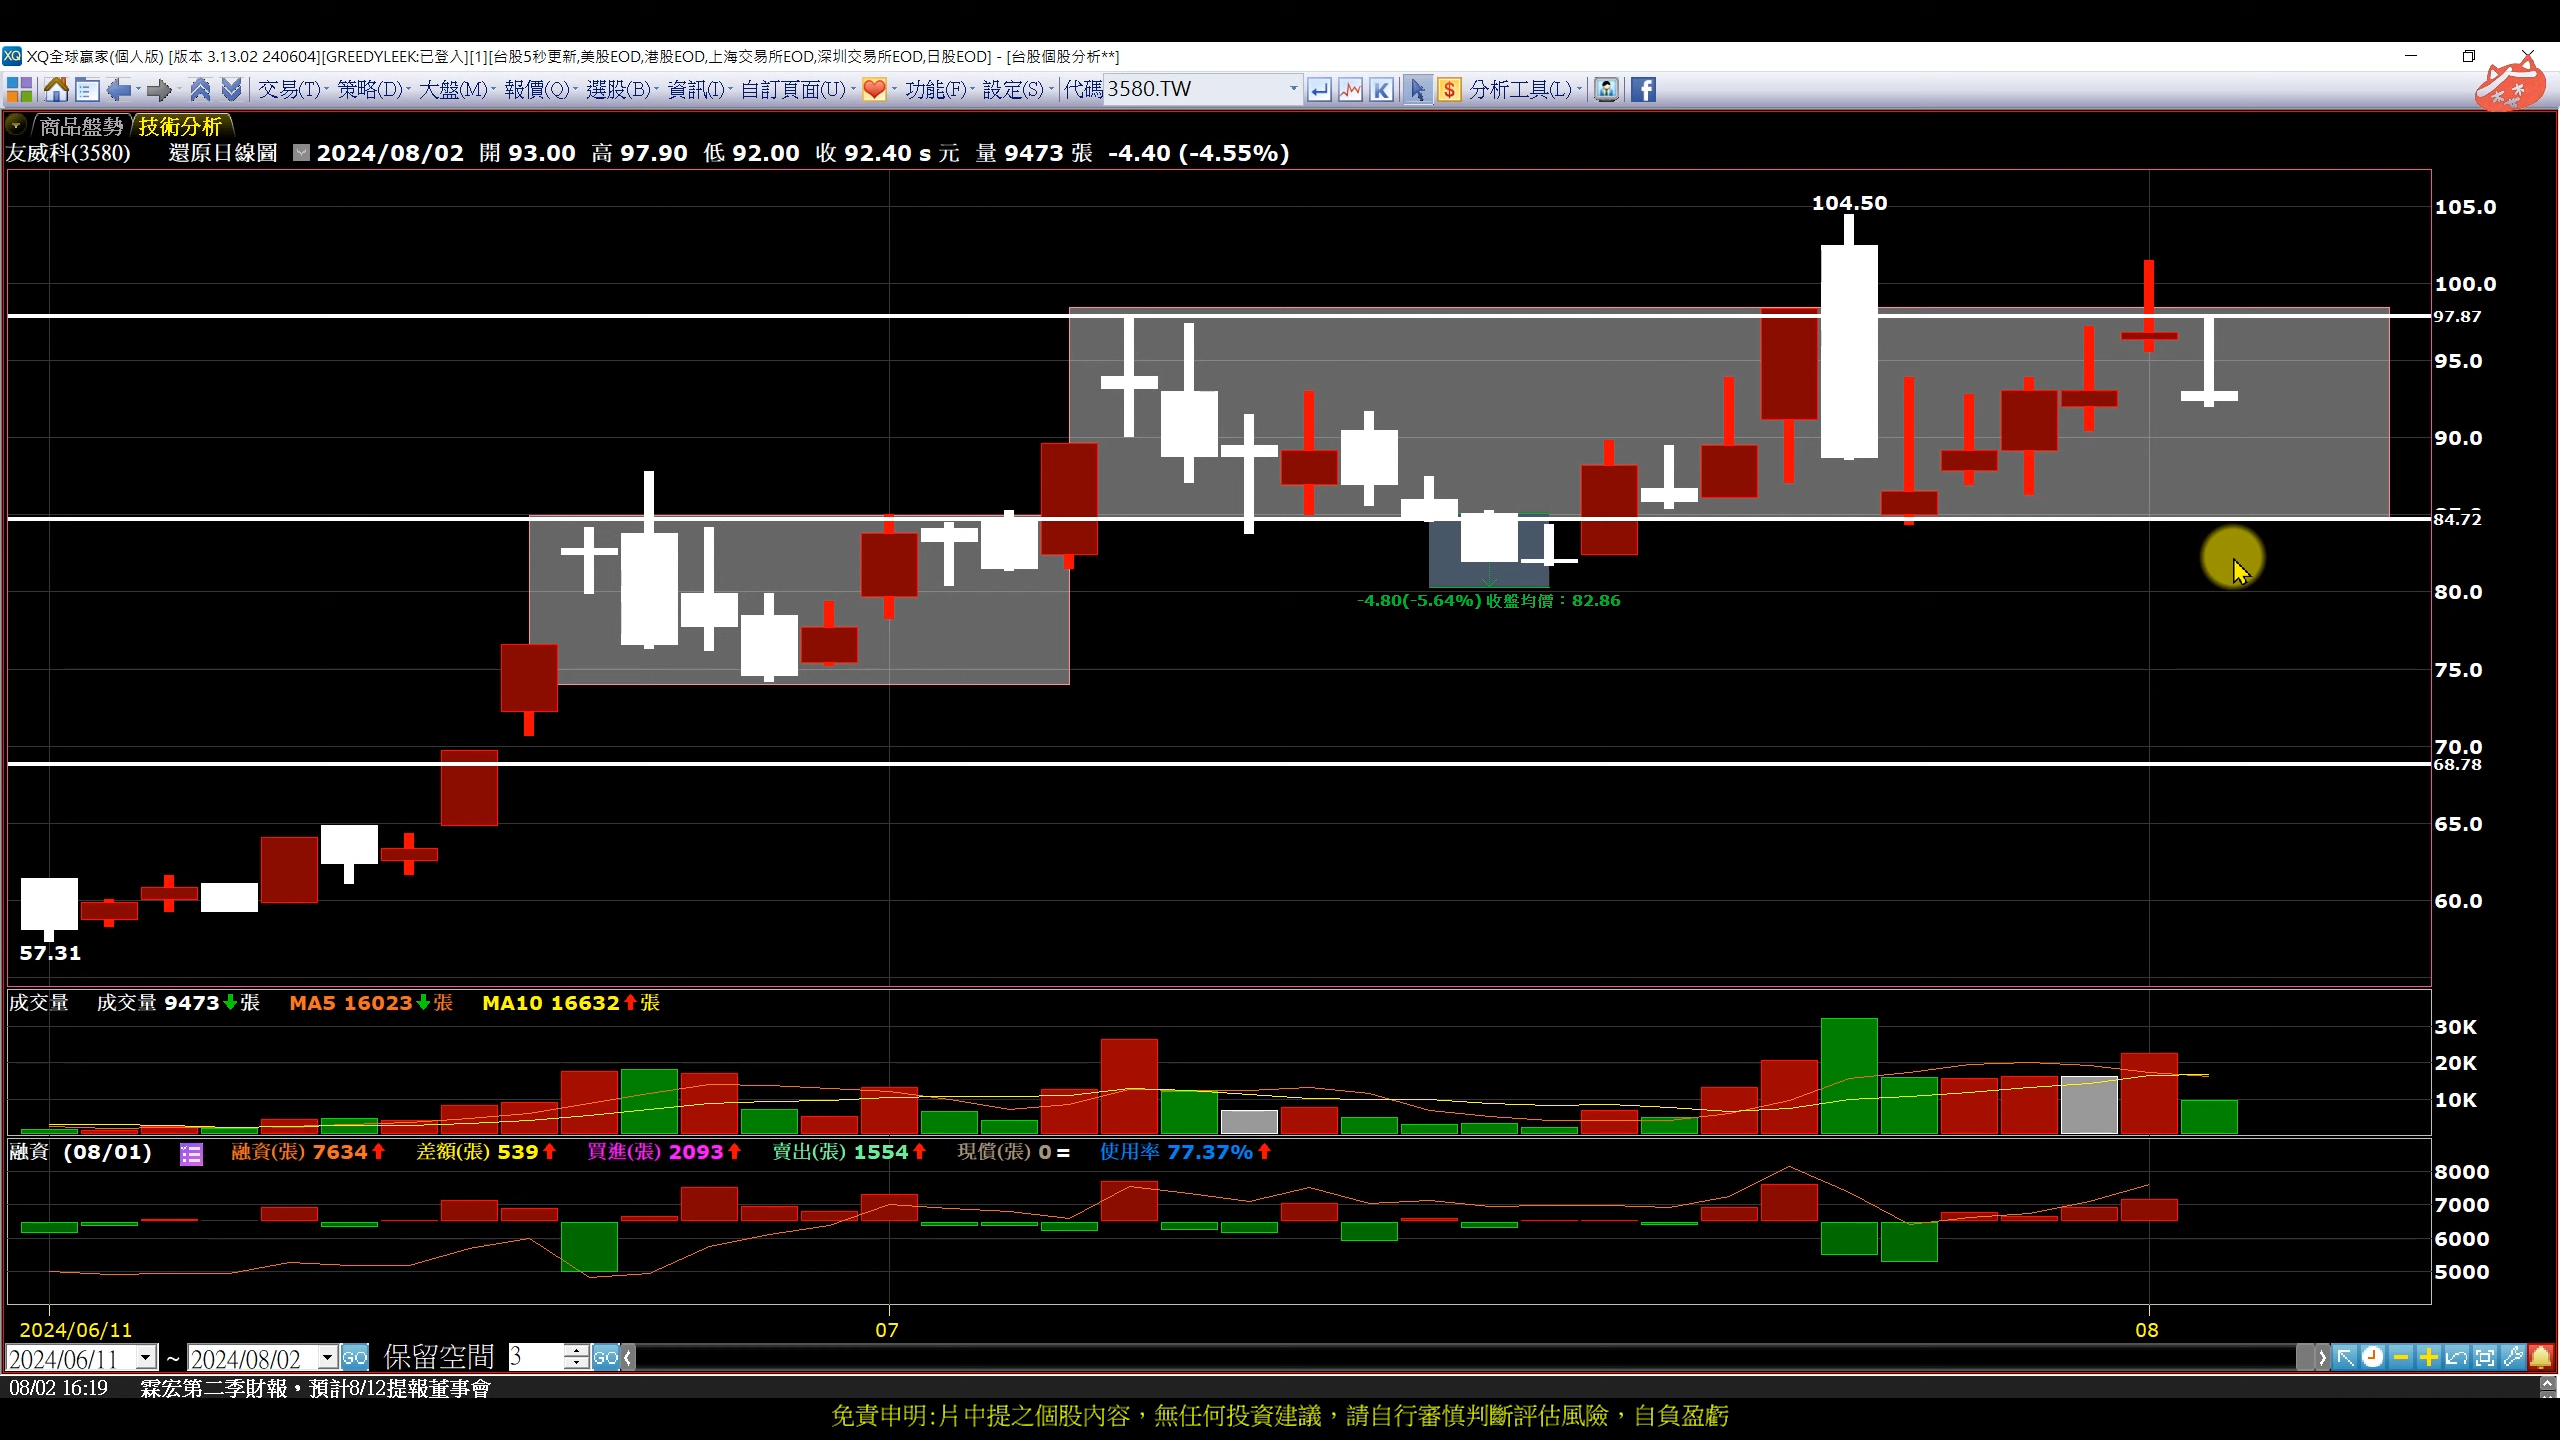 XQ全球贏家(個人版) [版本 3.13.02 240604][GREEDYLEEK:已登入][1][台股5秒更新,美股EOD,港股EOD,上海交易所EOD,深圳交易所EOD,日股EOD] - [台股個股分析**]
交易(T) 策略(D) 大盤(M) 報價(Q) 選股(B) 資訊(I) 自訂頁面(U) 功能(F) 設定(S) 代碼 3580.TW K $ 分析工具(L)
商品盤勢 技術分析
友威科(3580) 還原日線圖 2024/08/02 開 93.00 高 97.90 低 92.00 收 92.40 s 元 量 9473 張 -4.40 (-4.55%)
104.50
105.0
100.0
97.87
95.0
90.0
84.72
-4.80(-5.64%) 收盤均價：82.86
80.0
75.0
70.0
68.78
65.0
60.0
57.31
成交量 成交量 9473 張 MA5 16023 張 MA10 16632 張
30K
20K
10K
融資 (08/01) 融資(張) 7634 差額(張) 539 買進(張) 2093 賣出(張) 1554 現償(張) 0 = 使用率 77.37%
8000
7000
6000
5000
2024/06/11 07 08
2024/06/11 ~ 2024/08/02 GO 保留空間 3 GO
08/02 16:19 霖宏第二季財報，預計8/12提報董事會
免責申明:片中提之個股內容，無任何投資建議，請自行審慎判斷評估風險，自負盈虧